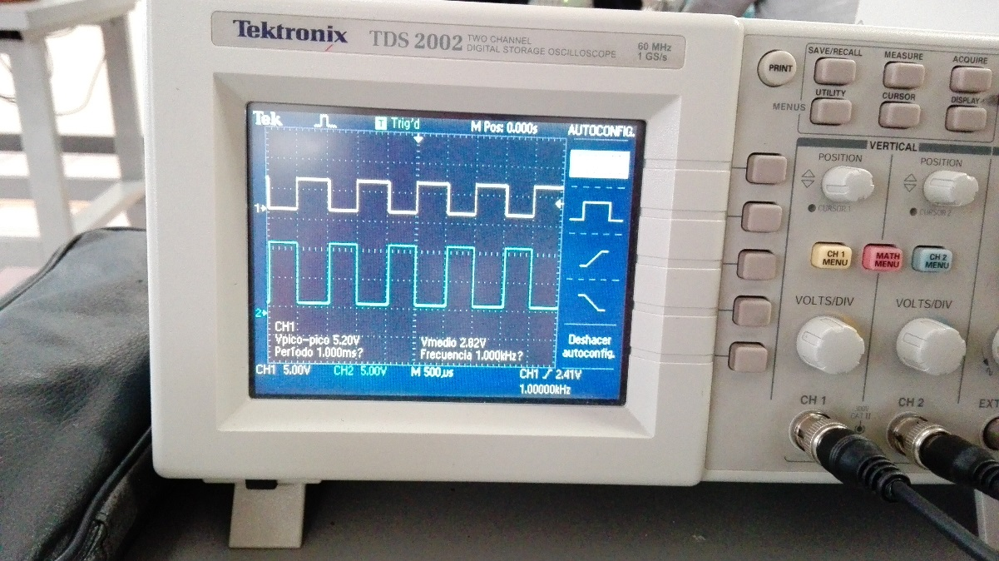 Tektronix TDS 2002 TWO CHANNEL
DIGITAL STORAGE OSCILLOSCOPE
60 MHz
1 GS/s
PRINT
SAVE/RECALL MEASURE ACQUIRE
UTILITY CURSOR DISPLAY
MENUS
Tek T Trig'd M Pos: 0.000s AUTOCONFIG.
1
2
CH1
Vpico-pico 5.20V Vmedio 2.82V
Período 1.000ms? Frecuencia 1.000kHz?
CH1 5.00V CH2 5.00V M 500µs CH1 2.41V
1.00000kHz
Deshacer
autoconfig.
VERTICAL
POSITION POSITION
CURSOR 1 CURSOR 2
CH 1
MENU
MATH
MENU
CH 2
MENU
VOLTS/DIV VOLTS/DIV
CH 1 CH 2 EXT
300V
CAT II